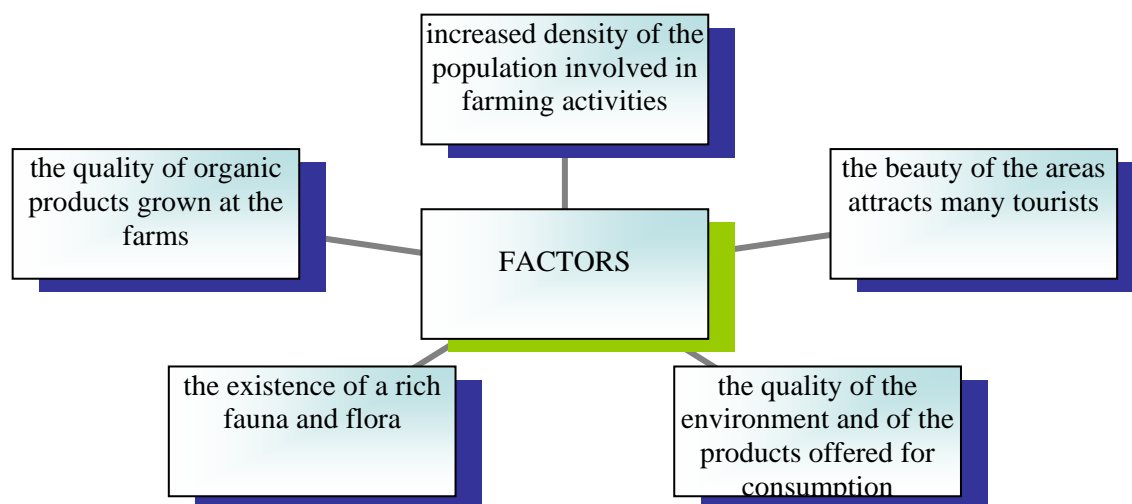 increased density of the
population involved in
farming activities
the quality of organic
products grown at the
farms
the beauty of the areas
attracts many tourists
FACTORS
the existence of a rich
fauna and flora
the quality of the
environment and of the
products offered for
consumption